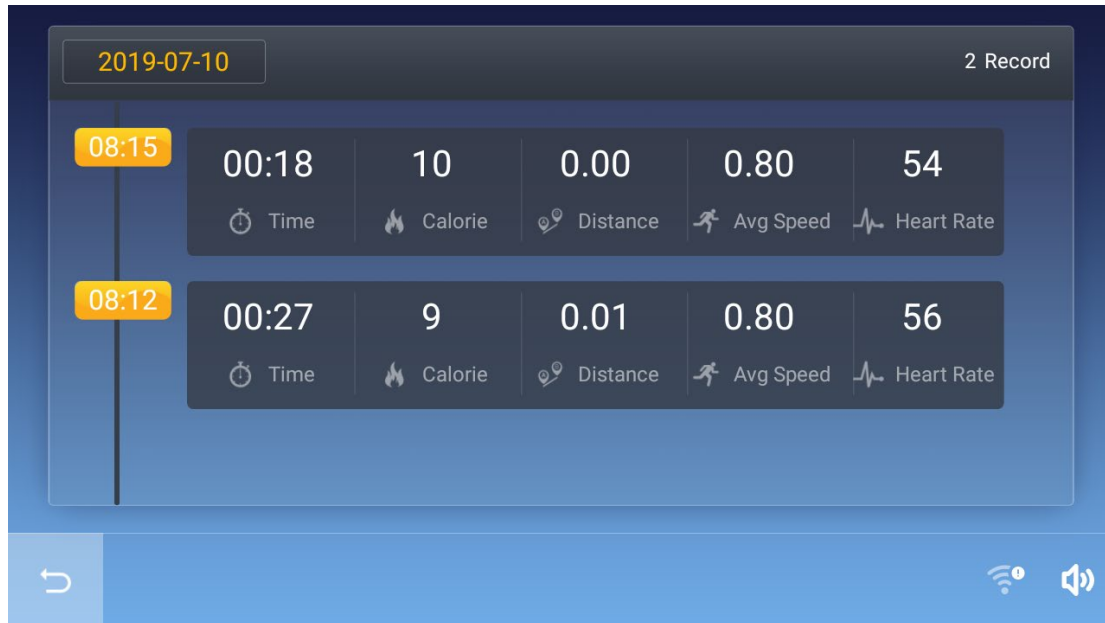 2019-07-10 2 Record
08:15
00:18 10 0.00 0.80 54
Time Calorie Distance Avg Speed Heart Rate
08:12
00:27 9 0.01 0.80 56
Time Calorie Distance Avg Speed Heart Rate